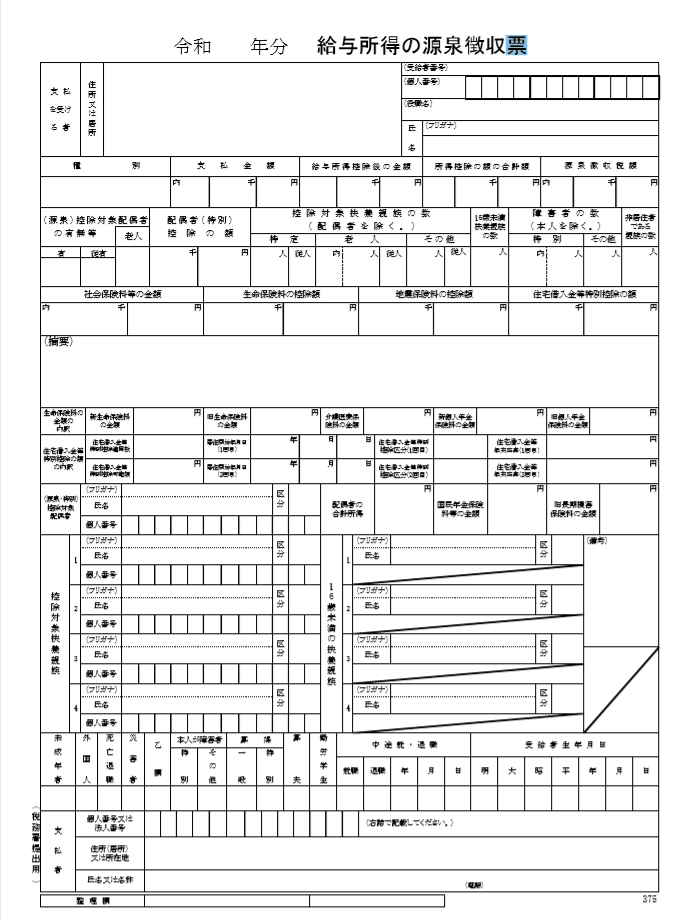 令和　　年分　給与所得の源泉徴収票
支払を受ける者
住所又は居所
(受給者番号)
(個人番号)
(役職名)
氏名
(フリガナ)
種別　支払金額　給与所得控除後の金額　所得控除の額の合計額　源泉徴収税額
内　千　円　千　円　千　円　内　千　円
(源泉)控除対象配偶者の有無等　老人
配偶者(特別)控除の額
控除対象扶養親族の数(配偶者を除く。)
16歳未満扶養親族の数
障害者の数(本人を除く。)
非居住者である親族の数
特定　老人　その他　特別　その他
有　従有　千　円　人　従人　内　人　従人　人　従人　人　内　人　人　人
社会保険料等の金額　生命保険料の控除額　地震保険料の控除額　住宅借入金等特別控除の額
内　千　円　千　円　千　円　千　円
(摘要)
生命保険料の金額の内訳　新生命保険料の金額　円　旧生命保険料の金額　円　介護医療保険料の金額　円　新個人年金保険料の金額　円　旧個人年金保険料の金額　円
住宅借入金等特別控除の額の内訳　住宅借入金等特別控除適用数　居住開始年月日(1回目)　年　月　日　住宅借入金等特別控除区分(1回目)　住宅借入金等年末残高(1回目)
住宅借入金等特別控除可能額　居住開始年月日(2回目)　年　月　日　住宅借入金等特別控除区分(2回目)　住宅借入金等年末残高(2回目)
(源泉・特別)控除対象配偶者　(フリガナ)　氏名　区分　個人番号
配偶者の合計所得　国民年金保険料等の金額　円　旧長期損害保険料の金額　円
控除対象扶養親族
1　(フリガナ)　氏名　区分　個人番号
2　(フリガナ)　氏名　区分　個人番号
3　(フリガナ)　氏名　区分　個人番号
4　(フリガナ)　氏名　区分　個人番号
16歳未満の扶養親族
1　(フリガナ)　氏名　区分
2　(フリガナ)　氏名　区分
3　(フリガナ)　氏名　区分
4　(フリガナ)　氏名　区分
(備考)
未成年者　外国人　死亡退職　災害者　乙欄　本人が障害者　特別　その他　寡婦　一般　特別　寡夫　勤労学生
中途就・退職　受給者生年月日
就職　退職　年　月　日　明　大　昭　平　年　月　日
(税務署提出用)
支払者
個人番号又は法人番号　(右詰で記載してください。)
住所(居所)又は所在地
氏名又は名称　(電話)
整理欄
375